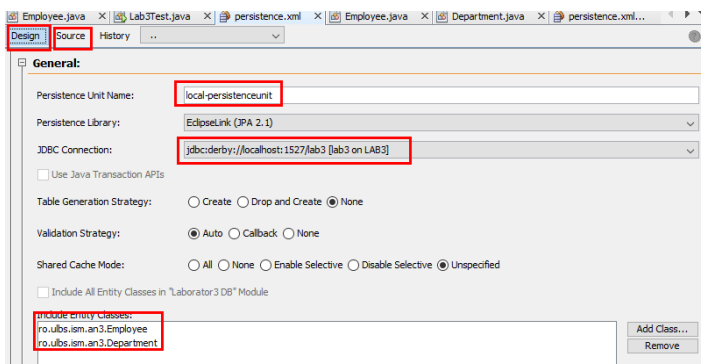 Employee.java Lab3Test.java persistence.xml Employee.java Department.java persistence.xml...
Design Source History ..
General:
Persistence Unit Name: local-persistenceunit
Persistence Library: EclipseLink (JPA 2.1)
JDBC Connection: jdbc:derby://localhost:1527/lab3 [lab3 on LAB3]
Use Java Transaction APIs
Table Generation Strategy: Create Drop and Create None
Validation Strategy: Auto Callback None
Shared Cache Mode: All None Enable Selective Disable Selective Unspecified
Include All Entity Classes in "Laborator3 DB" Module
Include Entity Classes:
ro.ulbs.ism.an3.Employee Add Class...
ro.ulbs.ism.an3.Department Remove